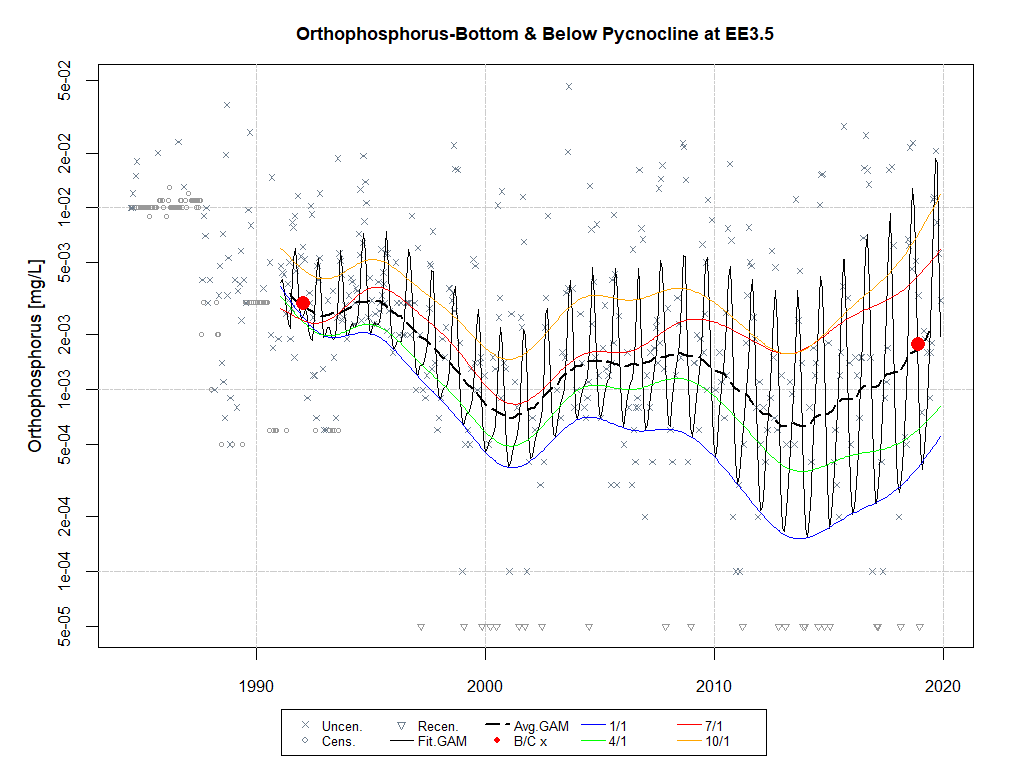 Orthophosphorus-Bottom & Below Pycnocline at EE3.5
Orthophosphorus [mg/L]
5e-02
2e-02
1e-02
5e-03
2e-03
1e-03
5e-04
2e-04
1e-04
5e-05
1990 2000 2010 2020
Uncen. Recen. Avg.GAM 1/1 7/1
Cens. Fit.GAM B/C x 4/1 10/1